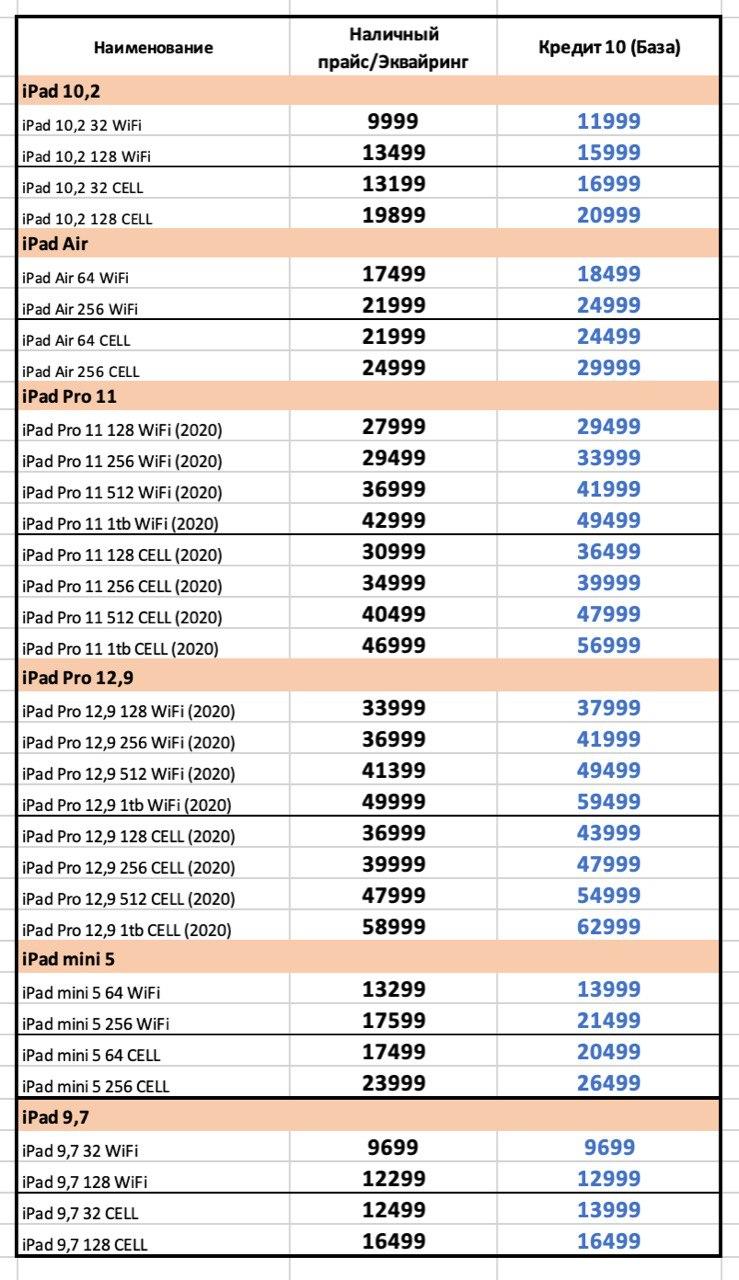 Наименование Наличный прайс/Эквайринг Кредит 10 (База)
iPad 10,2
iPad 10,2 32 WiFi 9999 11999
iPad 10,2 128 WiFi 13499 15999
iPad 10,2 32 CELL 13199 16999
iPad 10,2 128 CELL 19899 20999
iPad Air
iPad Air 64 WiFi 17499 18499
iPad Air 256 WiFi 21999 24999
iPad Air 64 CELL 21999 24499
iPad Air 256 CELL 24999 29999
iPad Pro 11
iPad Pro 11 128 WiFi (2020) 27999 29499
iPad Pro 11 256 WiFi (2020) 29499 33999
iPad Pro 11 512 WiFi (2020) 36999 41999
iPad Pro 11 1tb WiFi (2020) 42999 49499
iPad Pro 11 128 CELL (2020) 30999 36499
iPad Pro 11 256 CELL (2020) 34999 39999
iPad Pro 11 512 CELL (2020) 40499 47999
iPad Pro 11 1tb CELL (2020) 46999 56999
iPad Pro 12,9
iPad Pro 12,9 128 WiFi (2020) 33999 37999
iPad Pro 12,9 256 WiFi (2020) 36999 41999
iPad Pro 12,9 512 WiFi (2020) 41399 49499
iPad Pro 12,9 1tb WiFi (2020) 49999 59499
iPad Pro 12,9 128 CELL (2020) 36999 43999
iPad Pro 12,9 256 CELL (2020) 39999 47999
iPad Pro 12,9 512 CELL (2020) 47999 54999
iPad Pro 12,9 1tb CELL (2020) 58999 62999
iPad mini 5
iPad mini 5 64 WiFi 13299 13999
iPad mini 5 256 WiFi 17599 21499
iPad mini 5 64 CELL 17499 20499
iPad mini 5 256 CELL 23999 26499
iPad 9,7
iPad 9,7 32 WiFi 9699 9699
iPad 9,7 128 WiFi 12299 12999
iPad 9,7 32 CELL 12499 13999
iPad 9,7 128 CELL 16499 16499